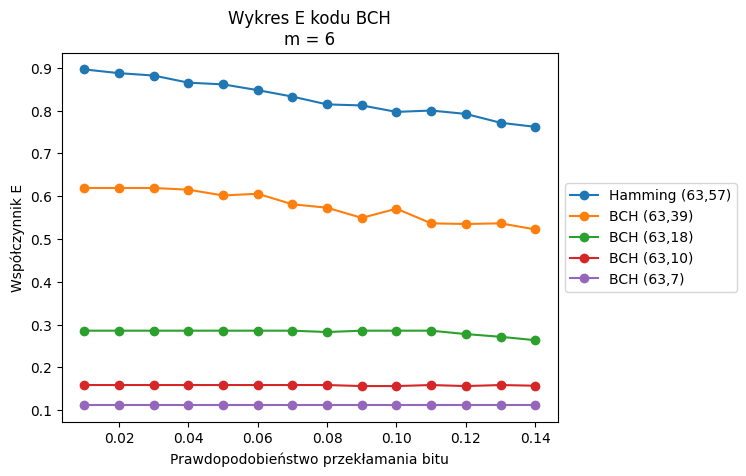 Wykres E kodu BCH
m = 6
Współczynnik E
0.9
0.8
0.7
0.6
0.5
0.4
0.3
0.2
0.1
0.02
0.04
0.06
0.08
0.10
0.12
0.14
Prawdopodobieństwo przekłamania bitu
Hamming (63,57)
BCH (63,39)
BCH (63,18)
BCH (63,10)
BCH (63,7)